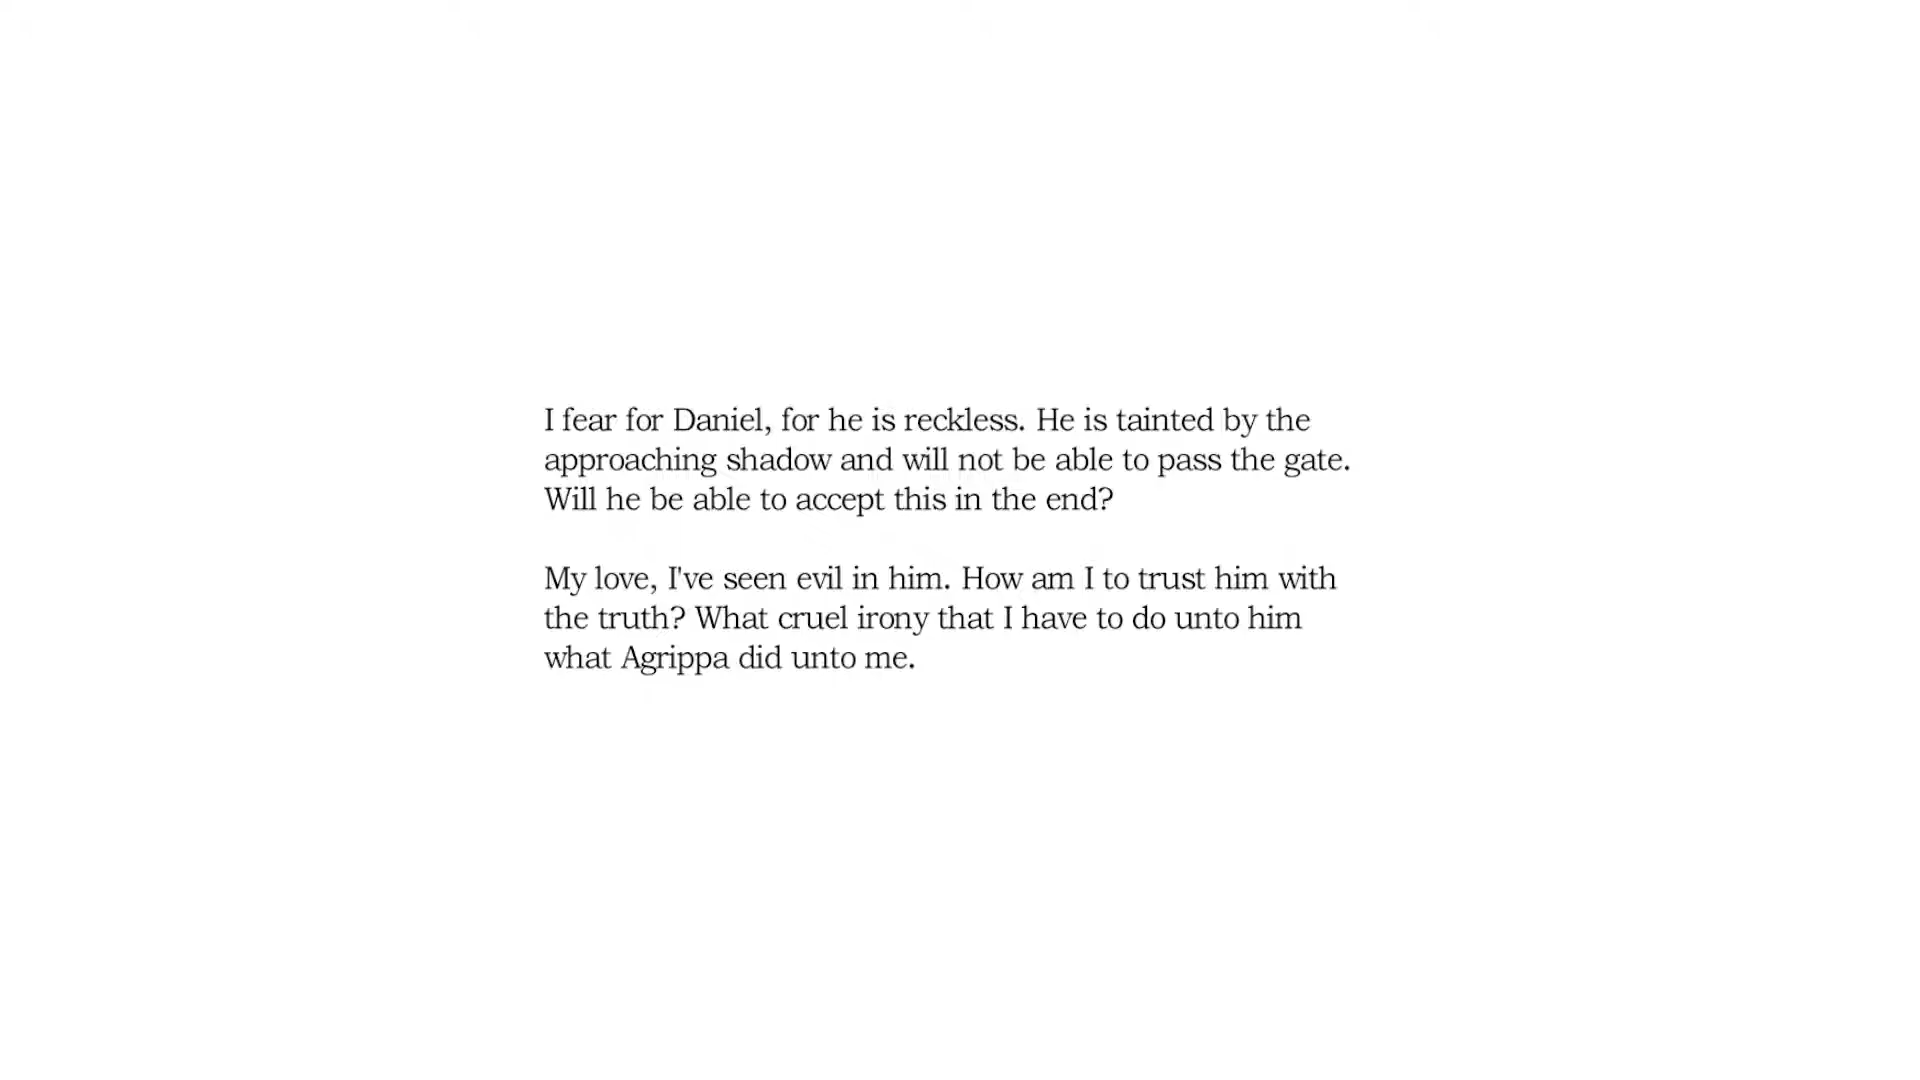 I fear for Daniel, for he is reckless. He is tainted by the
approaching shadow and will not be able to pass the gate.
Will he be able to accept this in the end?
My love, I've seen evil in him. How am I to trust him with
the truth? What cruel irony that I have to do unto him
what Agrippa did unto me.